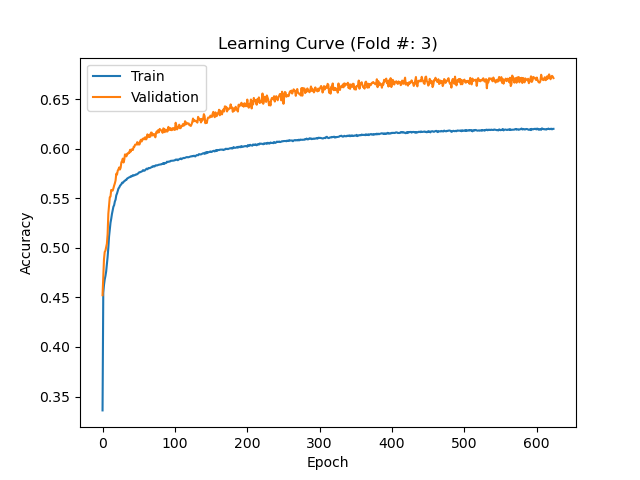 Learning Curve (Fold #: 3)
Train
Validation
Accuracy
0.65
0.60
0.55
0.50
0.45
0.40
0.35
0 100 200 300 400 500 600
Epoch